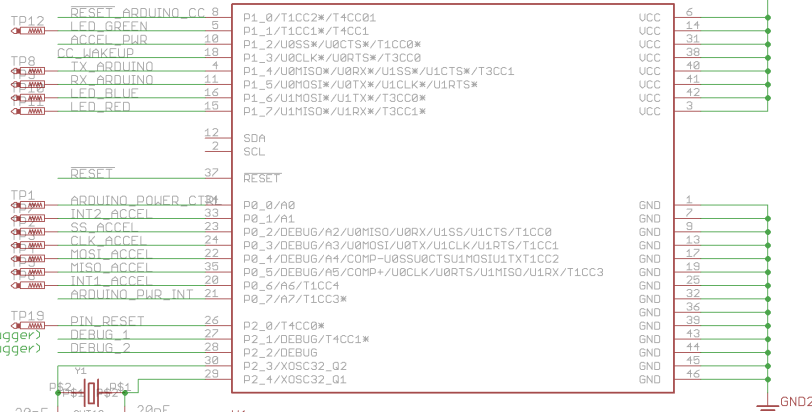 RESET_ARDUINO_CC 8 P1_0/T1CC2*/T4CC01 VCC 6
TP12 LED_GREEN 5 P1_1/T1CC1*/T4CC1 VCC 14
ACCEL_PWR 10 P1_2/U0SS*/U0CTS*/T1CC0* VCC 31
CC_WAKEUP 18 P1_3/U0CLK*/U0RTS*/T3CC0 VCC 38
TP8 TX_ARDUINO 4 P1_4/U0MISO*/U0RX*/U1SS*/U1CTS*/T3CC1 VCC 40
RX_ARDUINO 11 P1_5/U0MOSI*/U0TX*/U1CLK*/U1RTS* VCC 41
LED_BLUE 16 P1_6/U1MOSI*/U1TX*/T3CC0* VCC 42
LED_RED 15 P1_7/U1MISO*/U1RX*/T3CC1* VCC 3
12 SDA
2 SCL
RESET 37 RESET
TP1 ARDUINO_POWER_CTRL P0_0/A0 GND 1
INT2_ACCEL 33 P0_1/A1 GND 7
SS_ACCEL 23 P0_2/DEBUG/A2/U0MISO/U0RX/U1SS/U1CTS/T1CC0 GND 9
CLK_ACCEL 24 P0_3/DEBUG/A3/U0MOSI/U0TX/U1CLK/U1RTS/T1CC1 GND 13
MOSI_ACCEL 22 P0_4/DEBUG/A4/COMP-U0SSU0CTSU1MOSIU1TXT1CC2 GND 17
MISO_ACCEL 35 P0_5/DEBUG/A5/COMP+/U0CLK/U0RTS/U1MISO/U1RX/T1CC3 GND 19
INT1_ACCEL 20 P0_6/A6/T1CC4 GND 25
ARDUINO_PWR_INT 21 P0_7/A7/T1CC3* GND 32
GND 36
TP19 PIN_RESET 26 P2_0/T4CC0* GND 39
ugger) DEBUG_1 27 P2_1/DEBUG/T4CC1* GND 43
ugger) DEBUG_2 28 P2_2/DEBUG GND 44
30 P2_3/XOSC32_Q2 GND 45
Y1 29 P2_4/XOSC32_Q1 GND 46
P$1
GND2